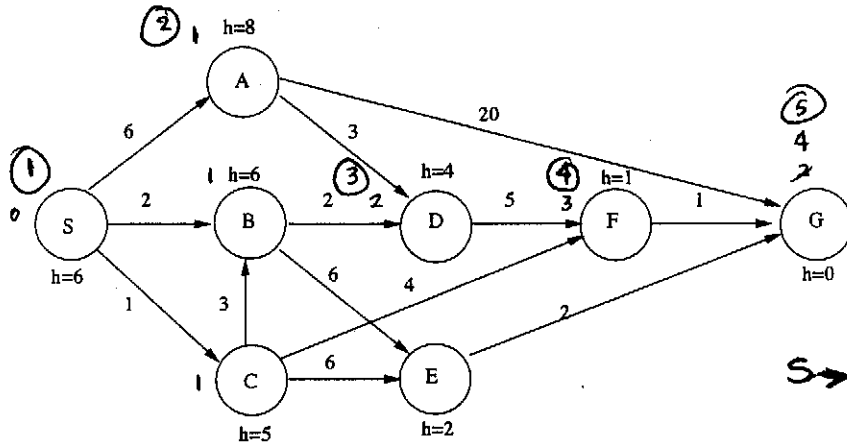 ② 1 h=8
A
6 3 20 ⑤
4
2
① 1 h=6 ③ h=4 ④ h=1
0 S 2 B 2 2 D 5 3 F 1 G
h=6 6 h=0
1 3 4 2
1 C 6 E S→
h=5 h=2